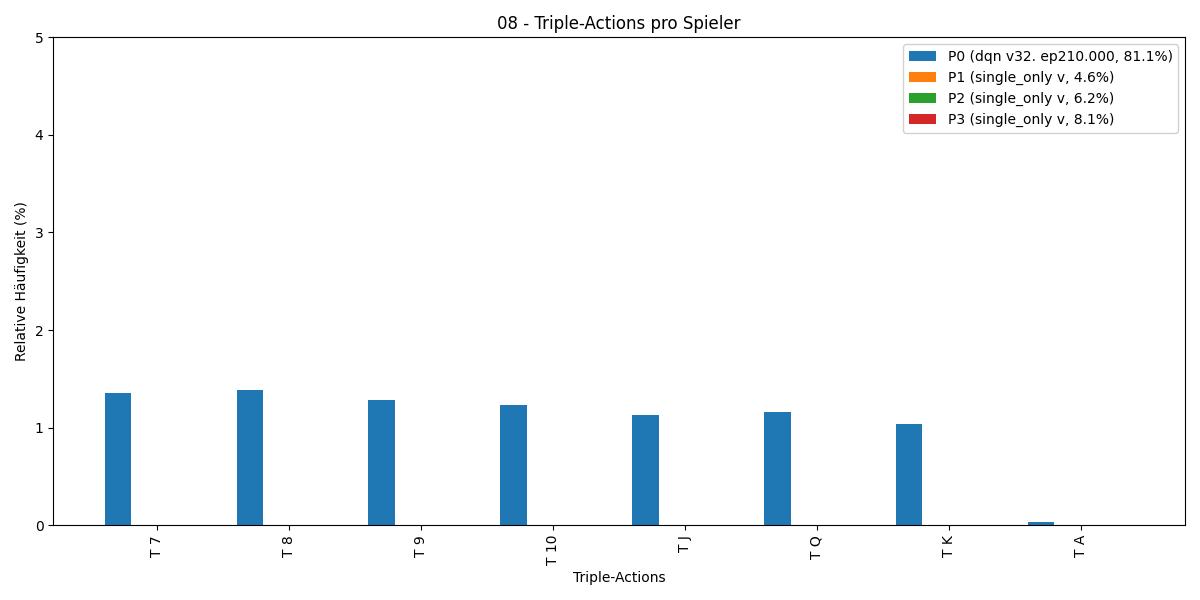 08 - Triple-Actions pro Spieler
5
4
3
2
1
0
Relative Häufigkeit (%)
P0 (dqn v32. ep210.000, 81.1%)
P1 (single_only v, 4.6%)
P2 (single_only v, 6.2%)
P3 (single_only v, 8.1%)
T 7
T 8
T 9
T 10
T J
T Q
T K
T A
Triple-Actions